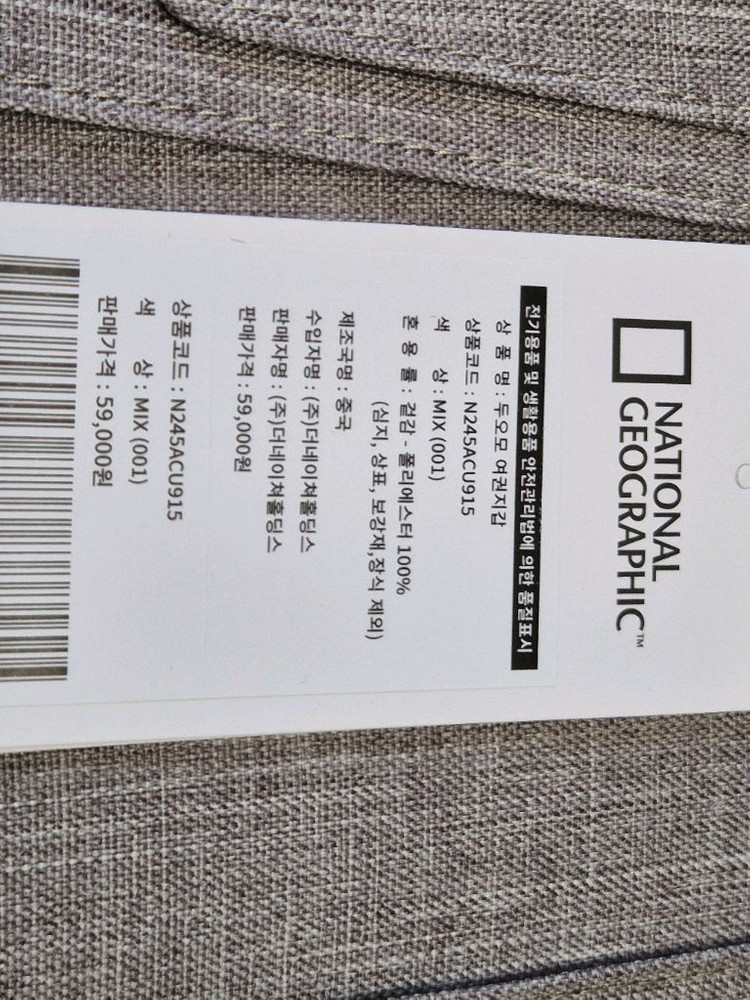 NATIONAL
GEOGRAPHIC™
전기용품 및 생활용품 안전관리법에 의한 품질표시
상 품 명 : 두오모 여권지갑
상품코드 : N245ACU915
색 상 : MIX (001)
혼 용 률 : 겉감 - 폴리에스터 100%
(심지, 상표, 보강재,장식 제외)
제조국명 : 중국
수입자명 : (주)더네이쳐홀딩스
판매자명 : (주)더네이쳐홀딩스
판매가격 : 59,000원
상품코드 : N245ACU915
색 상 : MIX (001)
판매가격 : 59,000원